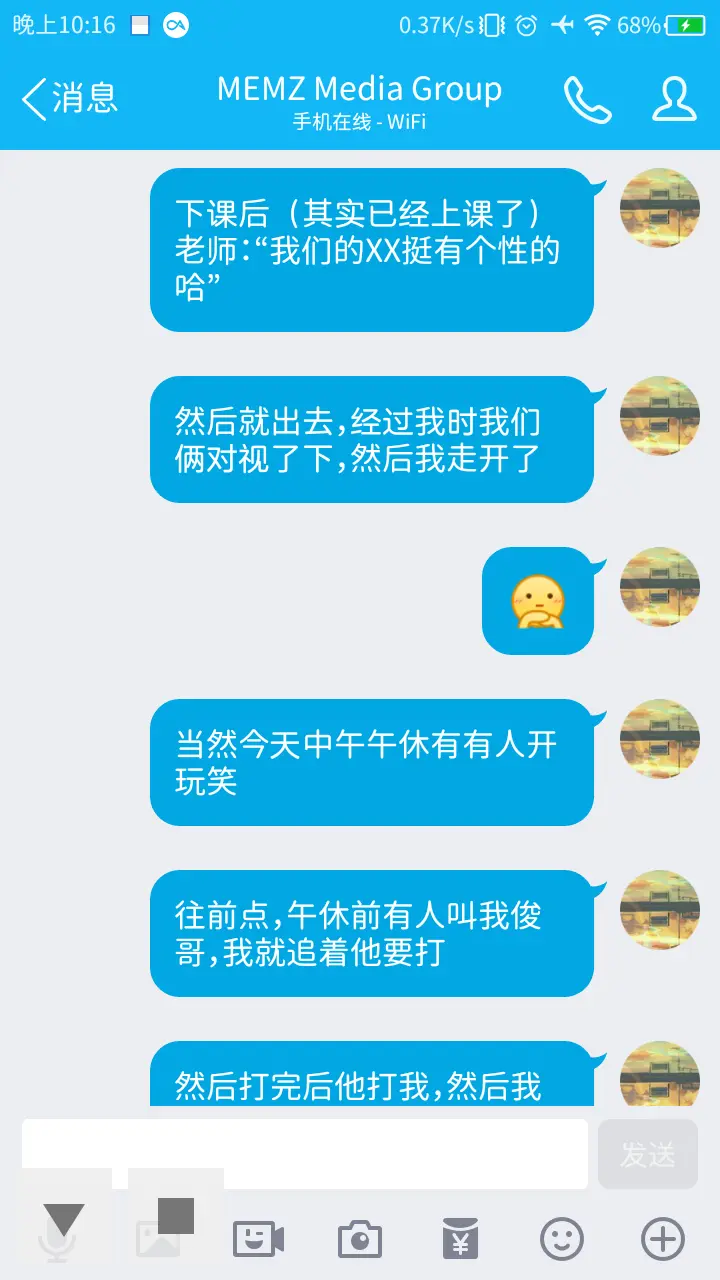 晚上10:16
0.37K/s
68%
消息
MEMZ Media Group
手机在线 - WiFi
下课后（其实已经上课了）
老师：“我们的XX挺有个性的
哈”
然后就出去，经过我时我们
俩对视了下，然后我走开了
当然今天中午午休有有人开
玩笑
往前点，午休前有人叫我俊
哥，我就追着他要打
然后打完后他打我，然后我
发送